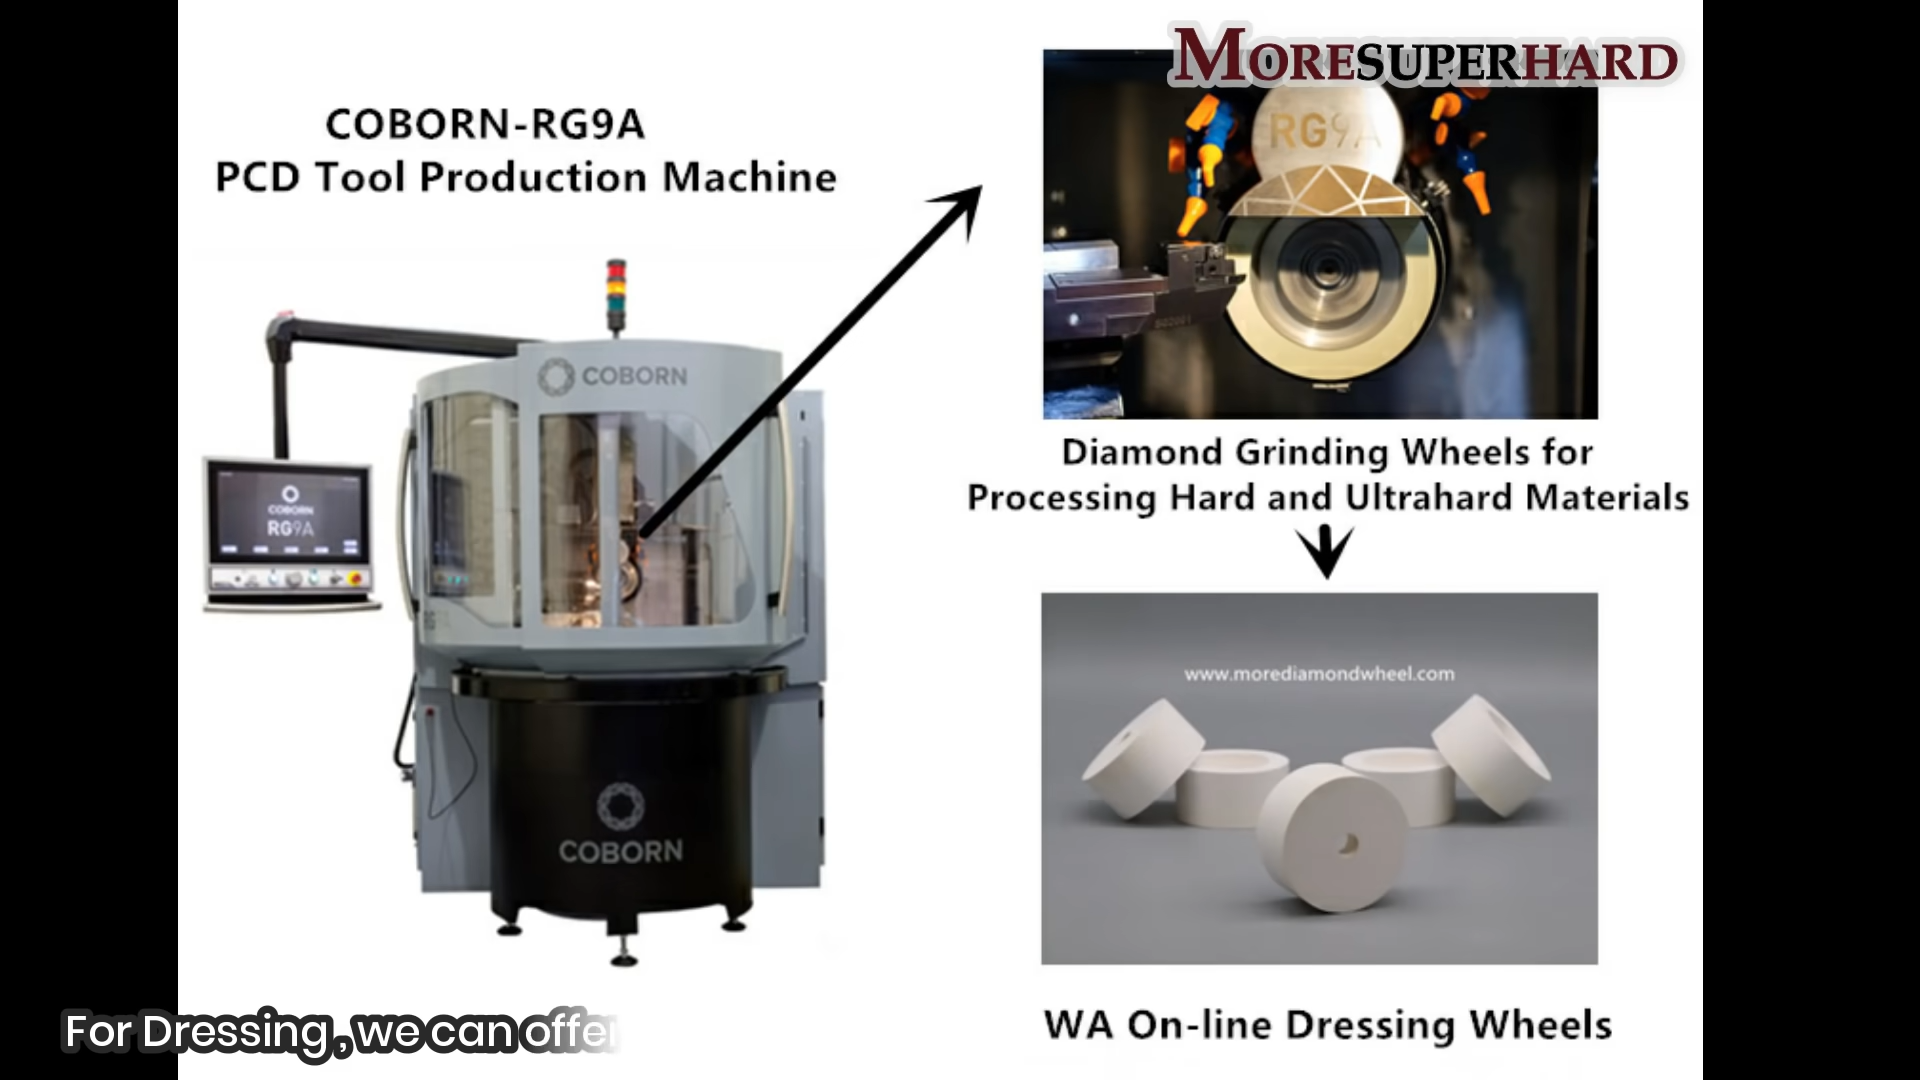 MORESUPERHARD
COBORN-RG9A
PCD Tool Production Machine
RG9A
COBORN
COBORN
RG9A
Diamond Grinding Wheels for
Processing Hard and Ultrahard Materials
www.morediamondwheel.com
COBORN
WA On-line Dressing Wheels
For Dressing, we can offer